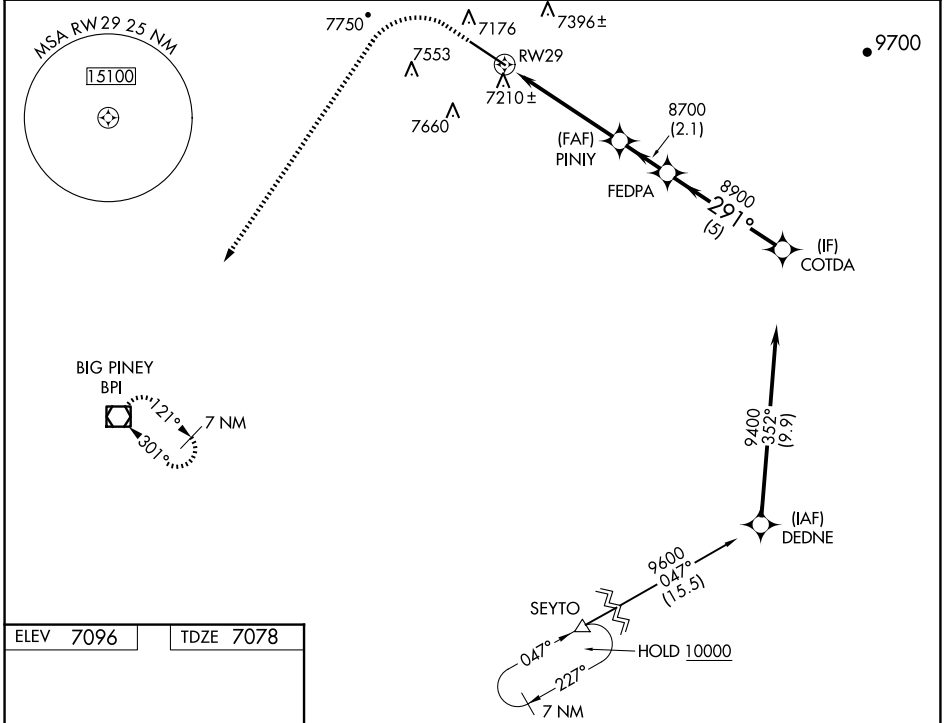 MSA RW29 25 NM
15100
7750
7176
7396±
7553
RW29
7210±
7660
9700
8700
(2.1)
(FAF)
PINIY
FEDPA
8900
291°
(5)
(IF)
COTDA
BIG PINEY
BPI
121°
301°
7 NM
9400
352°
(9.9)
(IAF)
DEDNE
9600
047°
(15.5)
SEYTO
HOLD 10000
047°
227°
7 NM
ELEV 7096
TDZE 7078